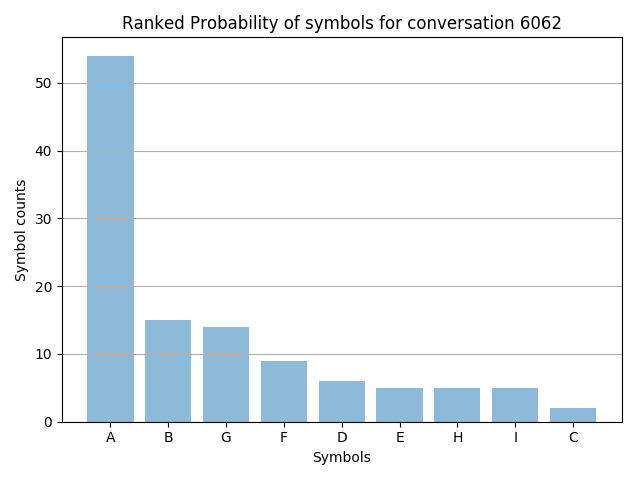 Ranked Probability of symbols for conversation 6062
Symbol counts
50
40
30
20
10
0
A B G F D E H I C
Symbols